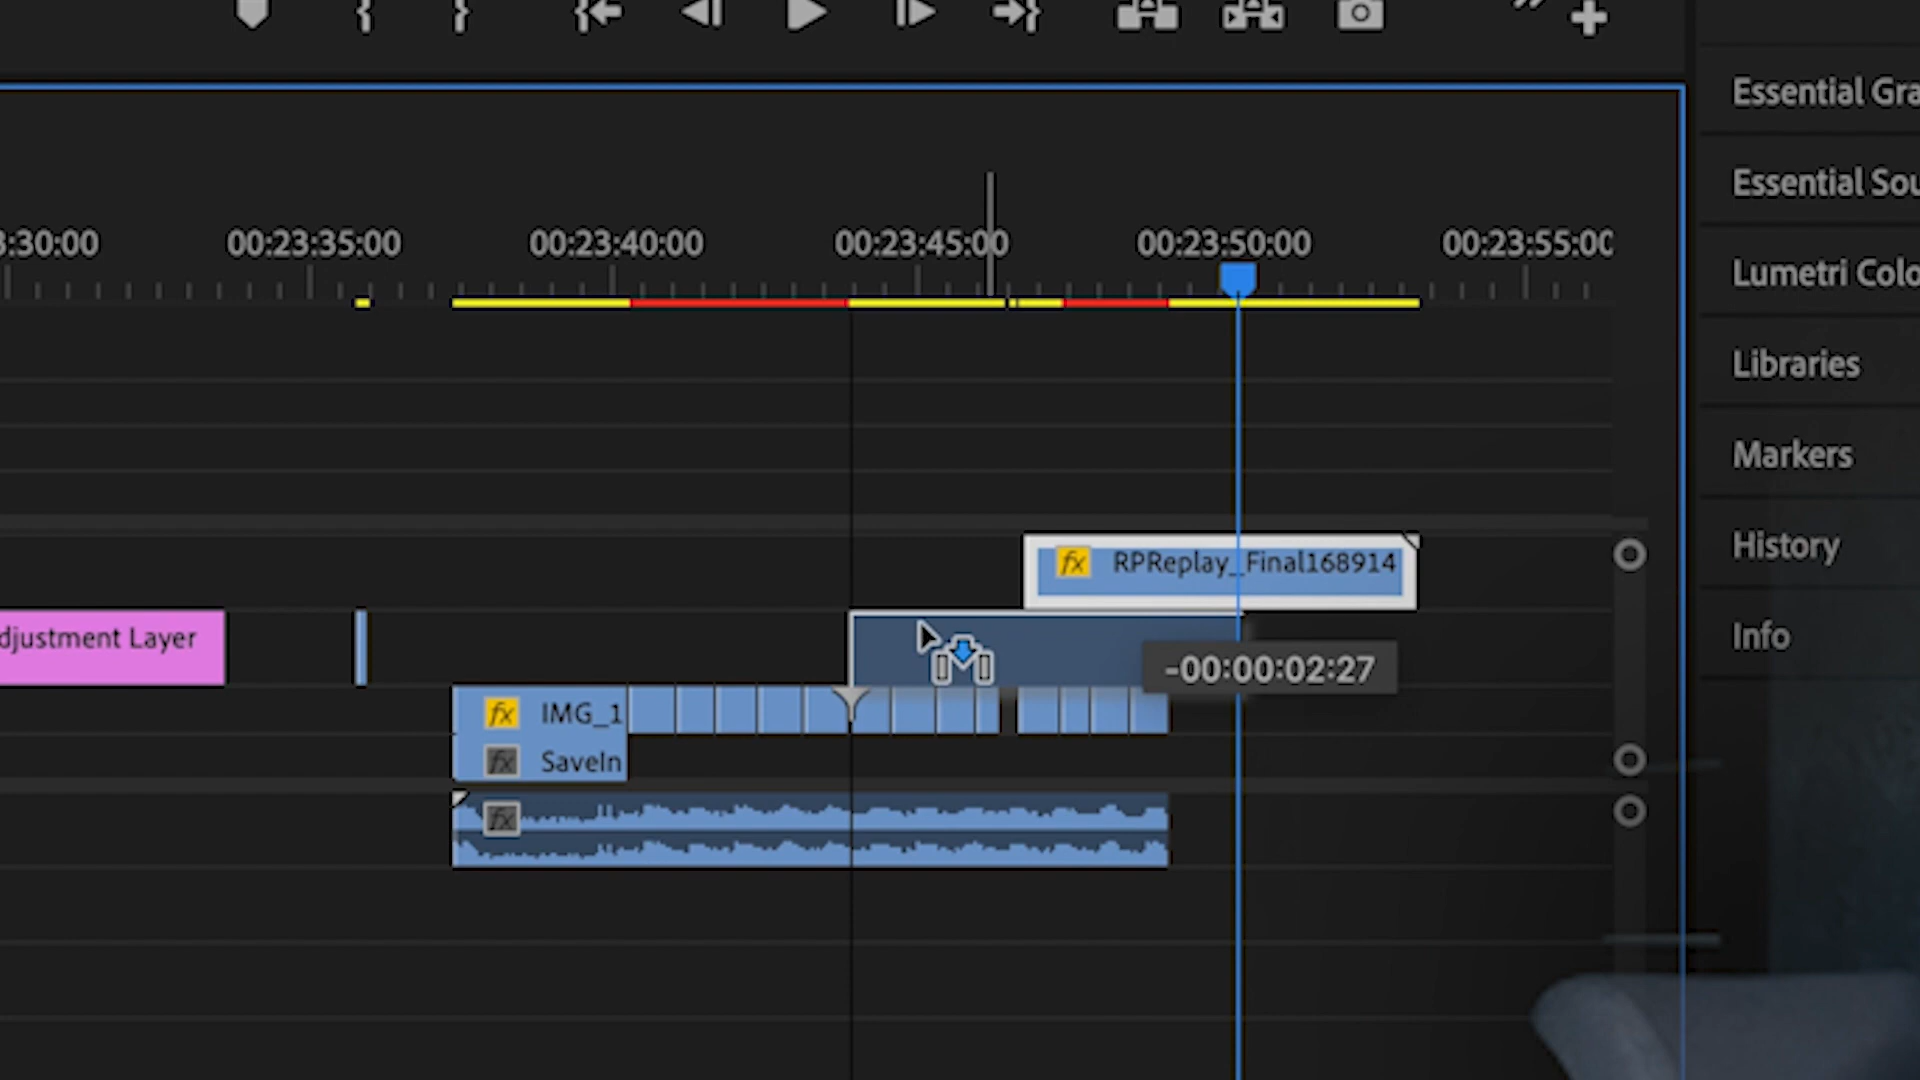 3:30:00 00:23:35:00 00:23:40:00 00:23:45:00 00:23:50:00 00:23:55:00
fx RPReplay_Final168914
djustment Layer
-00:00:02:27
fx IMG_1
fx SaveIn
fx
Essential Gra
Essential Sou
Lumetri Colo
Libraries
Markers
History
Info